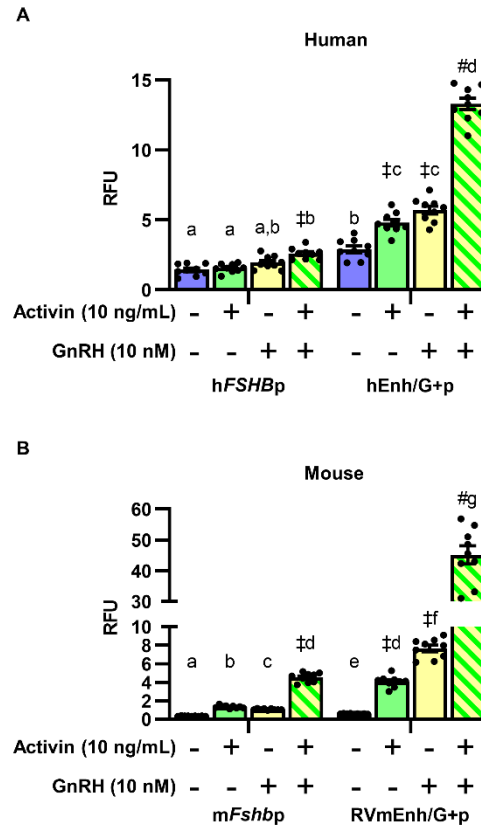 A
Human
RFU
15
10
5
0
a a a,b ‡b b ‡c ‡c #d
Activin (10 ng/mL) - + - + - + - +
GnRH (10 nM) - - + + - - + +
hFSHBp hEnh/G+p
B
Mouse
RFU
60
50
40
30
8
6
4
2
0
a b c ‡d e ‡d ‡f #g
Activin (10 ng/mL) - + - + - + - +
GnRH (10 nM) - - + + - - + +
mFshbp RVmEnh/G+p